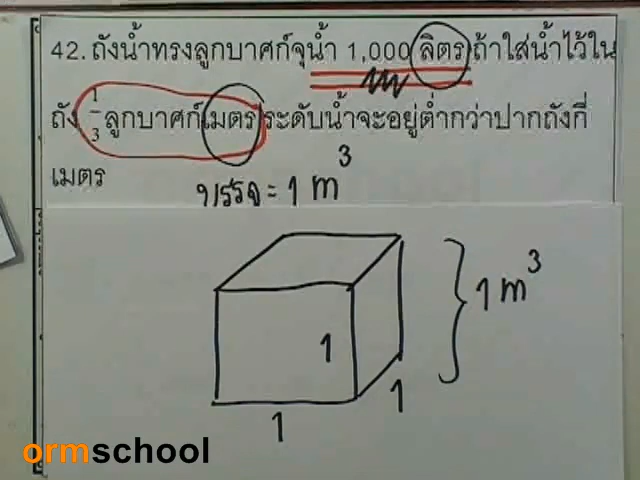 42. ถังน้ำทรงลูกบาศก์จุน้ำ 1,000 ลิตร ถ้าใส่น้ำไว้ใน
ถัง 1/3 ลูกบาศก์เมตร ระดับน้ำจะอยู่ต่ำกว่าปากถังกี่
เมตร
บรรจุ = 1 m³
1 m³
1
1
1
ormschool